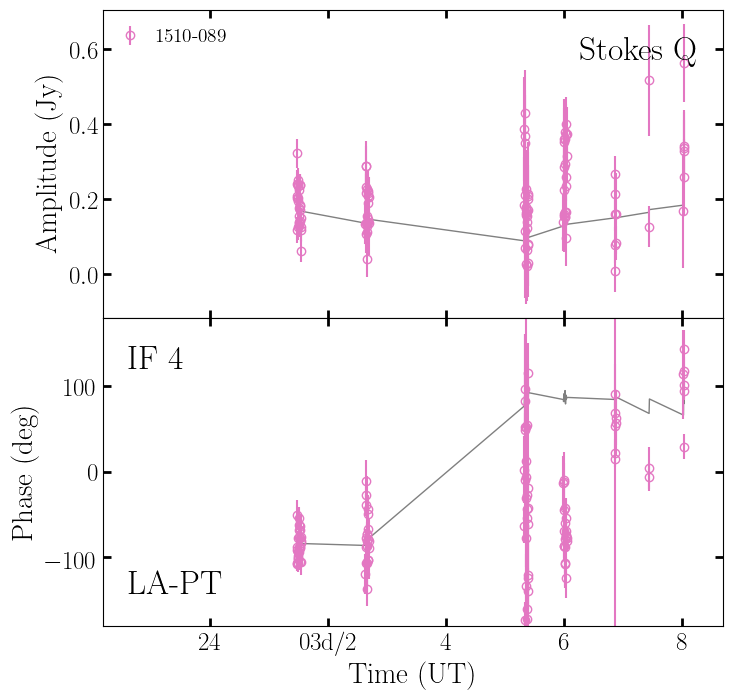 1510-089
Stokes Q
0.6
0.4
0.2
0.0
Amplitude (Jy)
IF 4
100
0
−100
Phase (deg)
LA-PT
24 03d/2 4 6 8
Time (UT)